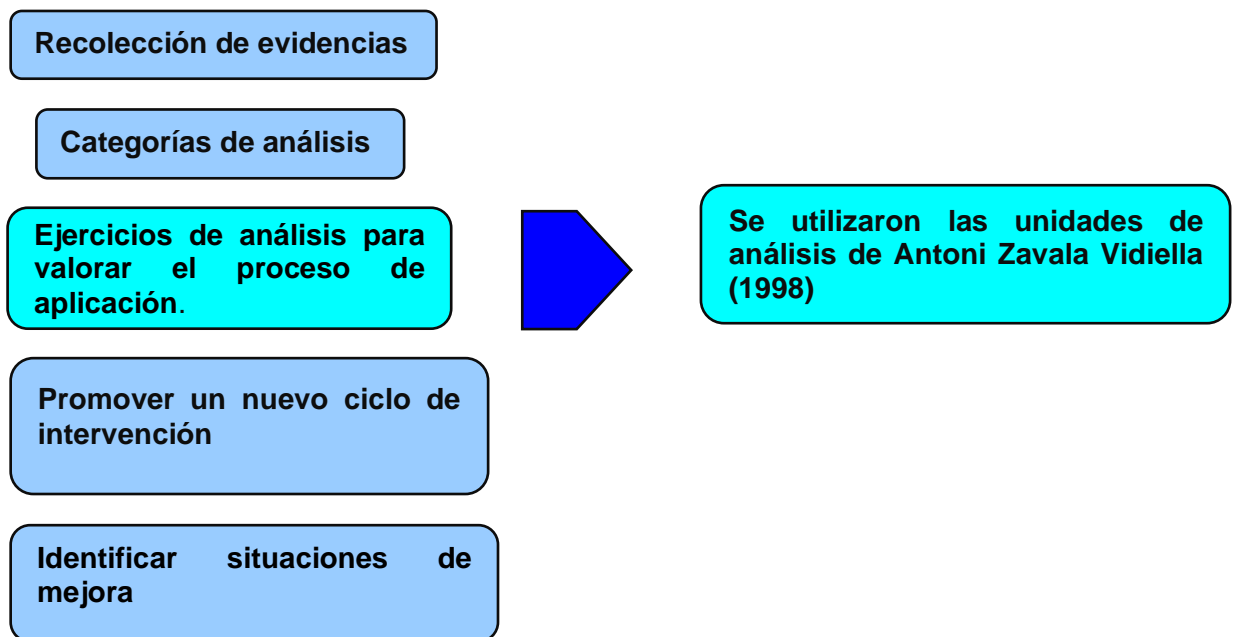 Recolección de evidencias
Categorías de análisis
Ejercicios de análisis para
valorar el proceso de
aplicación.
Se utilizaron las unidades de
análisis de Antoni Zavala Vidiella
(1998)
Promover un nuevo ciclo de
intervención
Identificar situaciones de
mejora